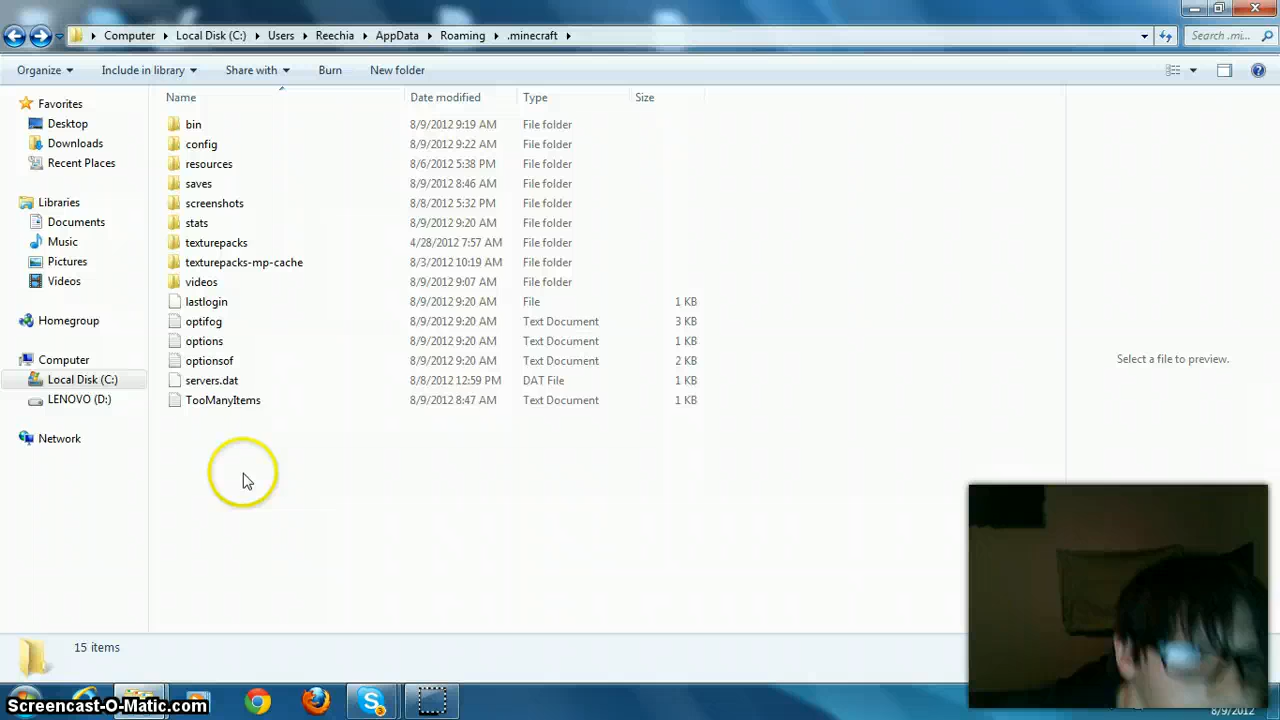 Computer Local Disk (C:) Users Reechia AppData Roaming .minecraft Search .mi...
Organize Include in library Share with Burn New folder
Name Date modified Type Size
Favorites
Desktop
Downloads
Recent Places
Libraries
Documents
Music
Pictures
Videos
Homegroup
Computer
Local Disk (C:)
LENOVO (D:)
Network
bin 8/9/2012 9:19 AM File folder
config 8/9/2012 9:22 AM File folder
resources 8/6/2012 5:38 PM File folder
saves 8/9/2012 8:46 AM File folder
screenshots 8/8/2012 5:32 PM File folder
stats 8/9/2012 9:20 AM File folder
texturepacks 4/28/2012 7:57 AM File folder
texturepacks-mp-cache 8/3/2012 10:19 AM File folder
videos 8/9/2012 9:07 AM File folder
lastlogin 8/9/2012 9:20 AM File 1 KB
optifog 8/9/2012 9:20 AM Text Document 3 KB
options 8/9/2012 9:20 AM Text Document 1 KB
optionsof 8/9/2012 9:20 AM Text Document 2 KB
servers.dat 8/8/2012 12:59 PM DAT File 1 KB
TooManyItems 8/9/2012 8:47 AM Text Document 1 KB
Select a file to preview.
15 items
Screencast-O-Matic.com
8/9/2012